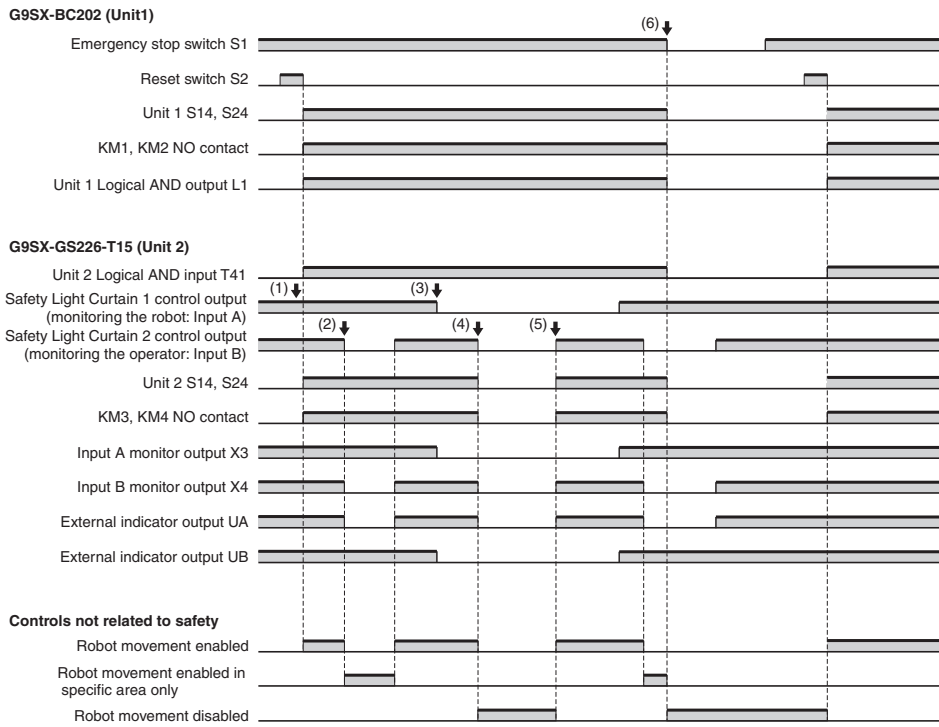 G9SX-BC202 (Unit1)
(6)
Emergency stop switch S1
Reset switch S2
Unit 1 S14, S24
KM1, KM2 NO contact
Unit 1 Logical AND output L1
G9SX-GS226-T15 (Unit 2)
Unit 2 Logical AND input T41
(1)
(3)
Safety Light Curtain 1 control output
(monitoring the robot: Input A)
(2)
(4)
(5)
Safety Light Curtain 2 control output
(monitoring the operator: Input B)
Unit 2 S14, S24
KM3, KM4 NO contact
Input A monitor output X3
Input B monitor output X4
External indicator output UA
External indicator output UB
Controls not related to safety
Robot movement enabled
Robot movement enabled in
specific area only
Robot movement disabled